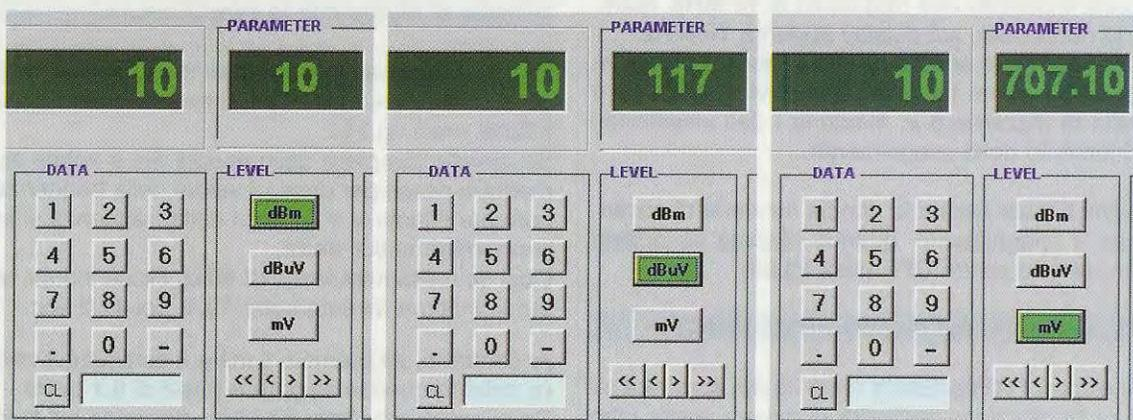 PARAMETER
10 10
DATA LEVEL
1 2 3 dBm
4 5 6 dBuV
7 8 9 mV
. 0 -
CL << < > >>
PARAMETER
10 117
DATA LEVEL
1 2 3 dBm
4 5 6 dBuV
7 8 9 mV
. 0 -
CL << < > >>
PARAMETER
10 707.10
DATA LEVEL
1 2 3 dBm
4 5 6 dBuV
7 8 9 mV
. 0 -
CL << < > >>